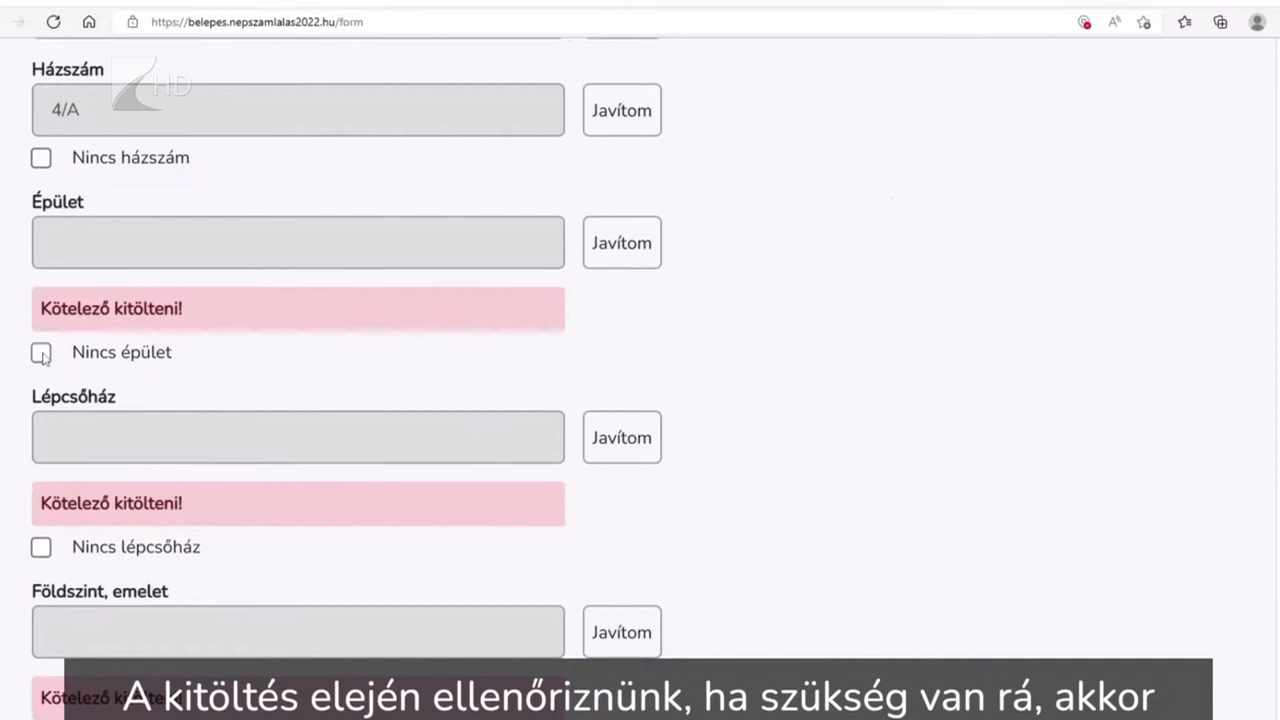 https://belepes.nepszamlalas2022.hu/form
Házszám
HD
4/A
Javítom
Nincs házszám
Épület
Javítom
Kötelező kitölteni!
Nincs épület
Lépcsőház
Javítom
Kötelező kitölteni!
Nincs lépcsőház
Földszint, emelet
Javítom
A kitöltés elején ellenőriznünk, ha szükség van rá, akkor